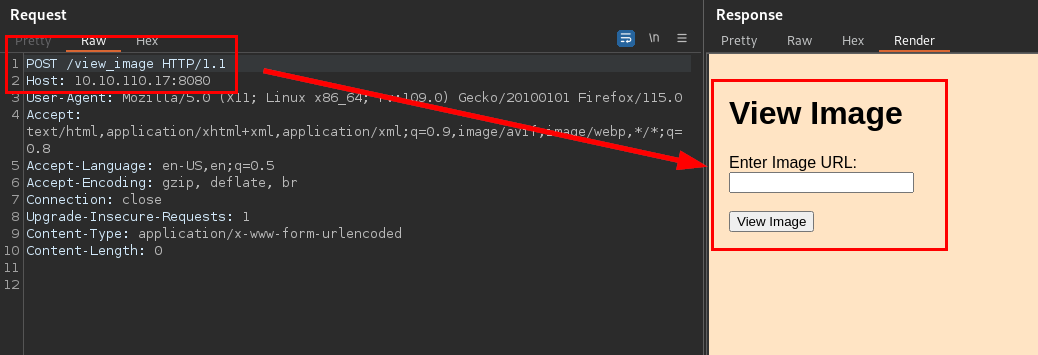 Request
Pretty Raw Hex
\n
1 POST /view_image HTTP/1.1
2 Host: 10.10.110.17:8080
3 User-Agent: Mozilla/5.0 (X11; Linux x86_64; rv:109.0) Gecko/20100101 Firefox/115.0
4 Accept:
text/html,application/xhtml+xml,application/xml;q=0.9,image/avif,image/webp,*/*;q=
0.8
5 Accept-Language: en-US,en;q=0.5
6 Accept-Encoding: gzip, deflate, br
7 Connection: close
8 Upgrade-Insecure-Requests: 1
9 Content-Type: application/x-www-form-urlencoded
10 Content-Length: 0
11
12
Response
Pretty Raw Hex Render
View Image
Enter Image URL:
View Image